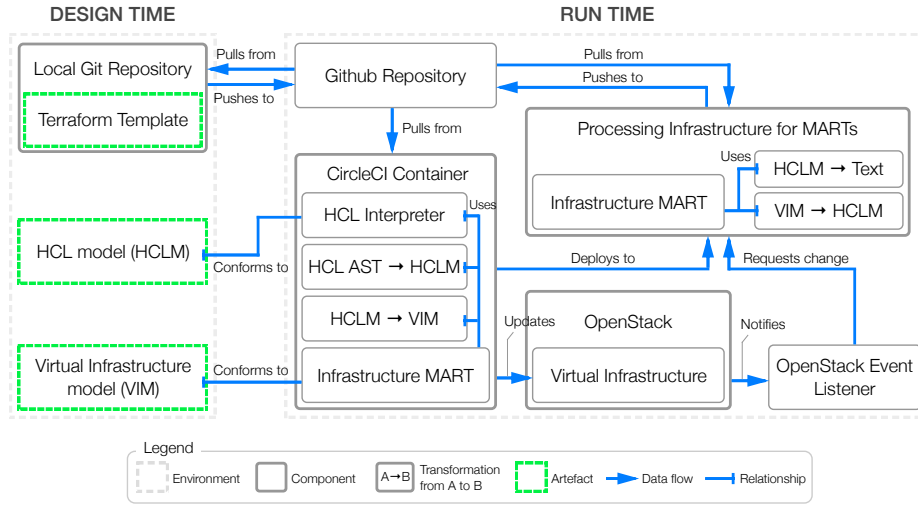 DESIGN TIME
RUN TIME
Local Git Repository
Terraform Template
Pulls from
Pushes to
Github Repository
Pulls from
Pushes to
Pulls from
Processing Infrastructure for MARTs
Uses
HCLM → Text
Infrastructure MART
VIM → HCLM
CircleCI Container
HCL Interpreter
Uses
HCL AST → HCLM
HCLM → VIM
Infrastructure MART
HCL model (HCLM)
Conforms to
Virtual Infrastructure
model (VIM)
Conforms to
Deploys to
Requests change
Updates
OpenStack
Virtual Infrastructure
Notifies
OpenStack Event
Listener
Legend
Environment
Component
A→B
Transformation
from A to B
Artefact
Data flow
Relationship